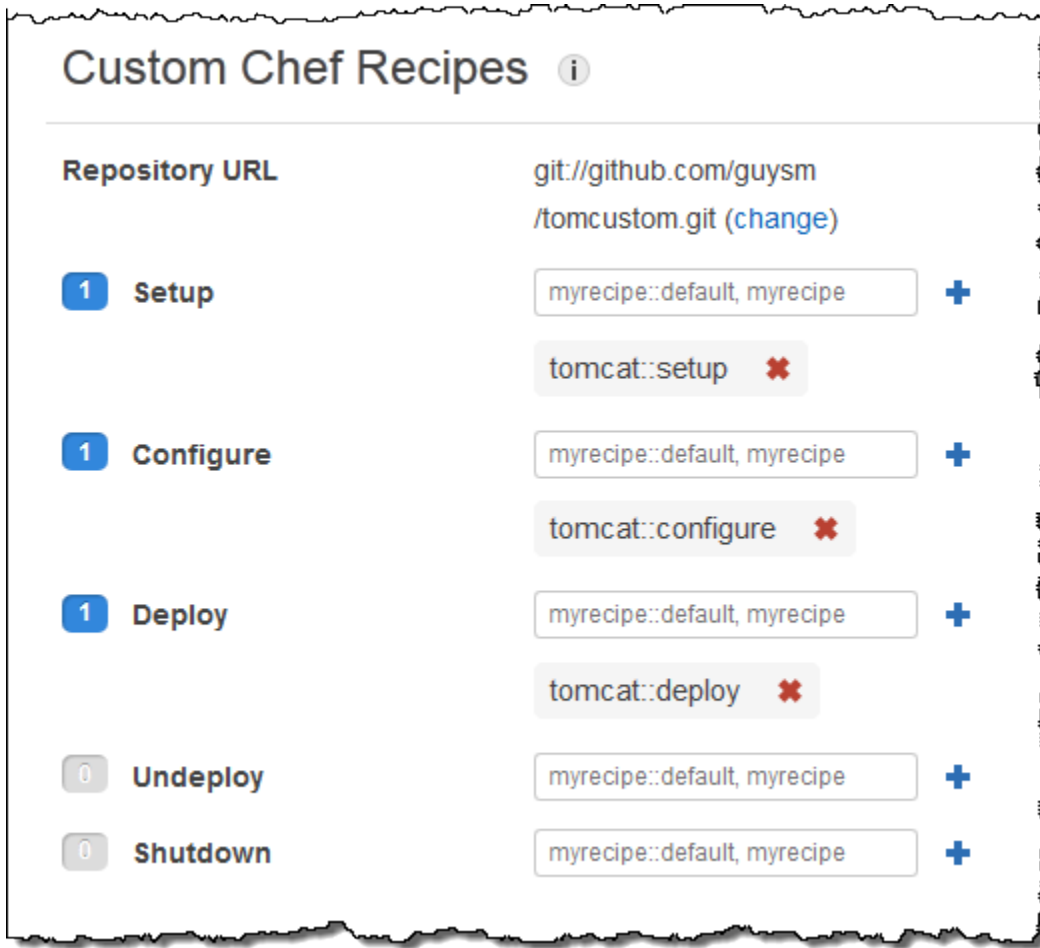 Custom Chef Recipes i
Repository URL git://github.com/guysm
/tomcustom.git (change)
1 Setup myrecipe::default, myrecipe
tomcat::setup
1 Configure myrecipe::default, myrecipe
tomcat::configure
1 Deploy myrecipe::default, myrecipe
tomcat::deploy
0 Undeploy myrecipe::default, myrecipe
0 Shutdown myrecipe::default, myrecipe